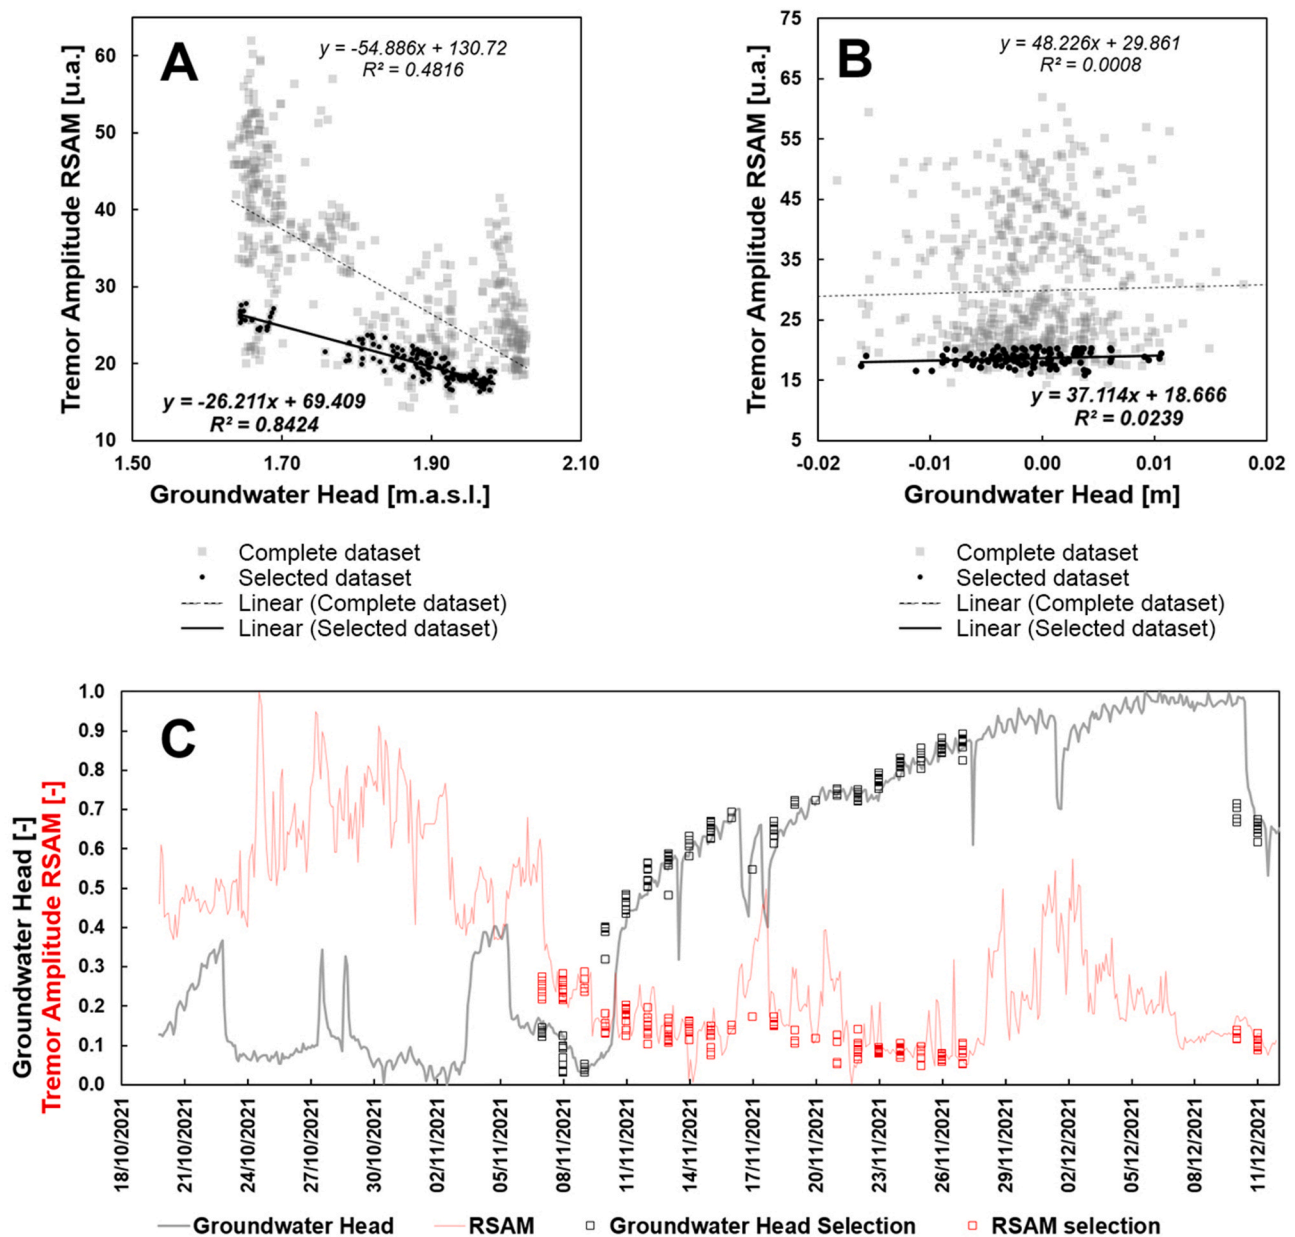 A
y = -54.886x + 130.72
R² = 0.4816
Tremor Amplitude RSAM [u.a.]
60
50
40
30
20
10
y = -26.211x + 69.409
R² = 0.8424
1.50
1.70
1.90
2.10
Groundwater Head [m.a.s.l.]
Complete dataset
Selected dataset
Linear (Complete dataset)
Linear (Selected dataset)
B
y = 48.226x + 29.861
R² = 0.0008
Tremor Amplitude RSAM [u.a.]
75
65
55
45
35
25
15
5
y = 37.114x + 18.666
R² = 0.0239
-0.02
-0.01
0.00
0.01
0.02
Groundwater Head [m]
Complete dataset
Selected dataset
Linear (Complete dataset)
Linear (Selected dataset)
C
Groundwater Head [-]
Tremor Amplitude RSAM [-]
1.0
0.9
0.8
0.7
0.6
0.5
0.4
0.3
0.2
0.1
0.0
18/10/2021
21/10/2021
24/10/2021
27/10/2021
30/10/2021
02/11/2021
05/11/2021
08/11/2021
11/11/2021
14/11/2021
17/11/2021
20/11/2021
23/11/2021
26/11/2021
29/11/2021
02/12/2021
05/12/2021
08/12/2021
11/12/2021
Groundwater Head
RSAM
Groundwater Head Selection
RSAM selection